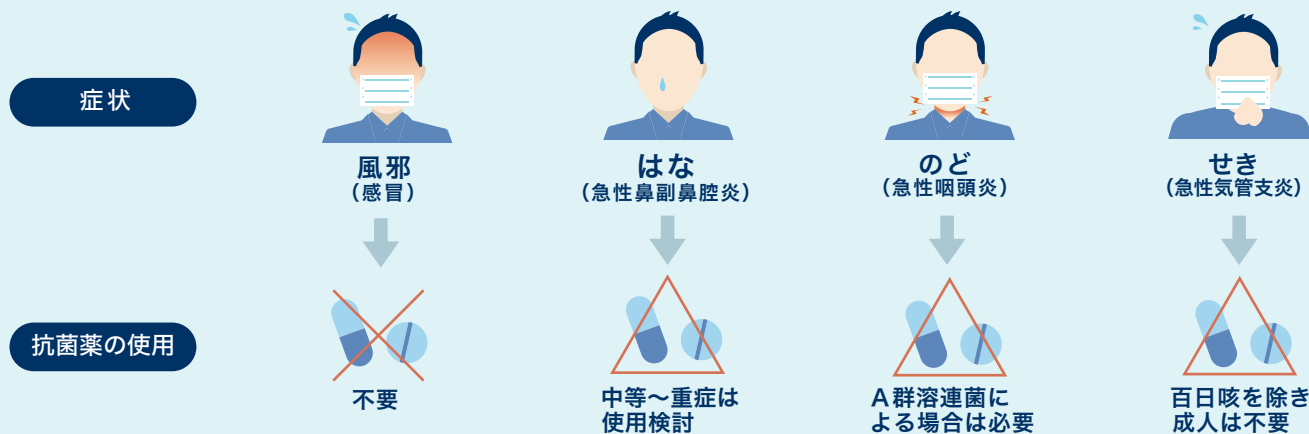 症状
風邪
(感冒)
はな
(急性鼻副鼻腔炎)
のど
(急性咽頭炎)
せき
(急性気管支炎)
抗菌薬の使用
不要
中等〜重症は
使用検討
A群溶連菌に
よる場合は必要
百日咳を除き
成人は不要